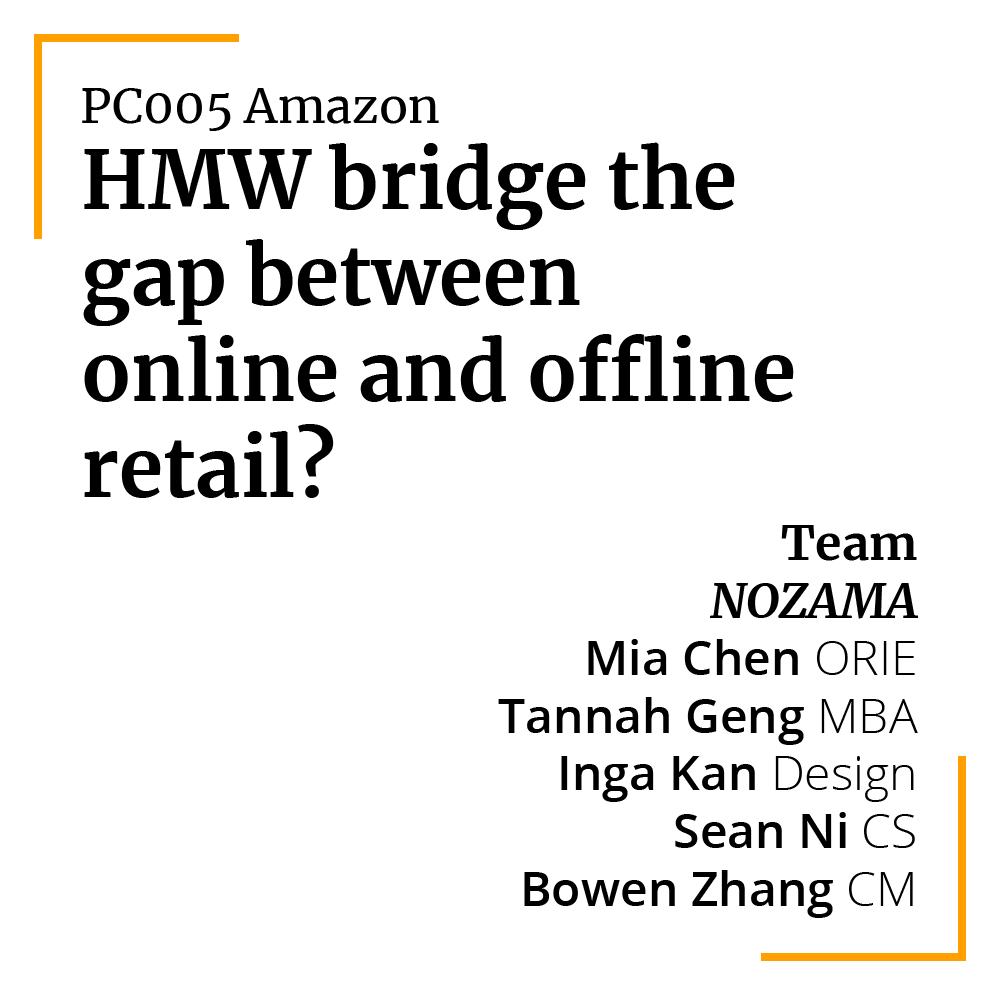 PC005 Amazon
HMW bridge the
gap between
online and offline
retail?
Team
NOZAMA
Mia Chen ORIE
Tannah Geng MBA
Inga Kan Design
Sean Ni CS
Bowen Zhang CM